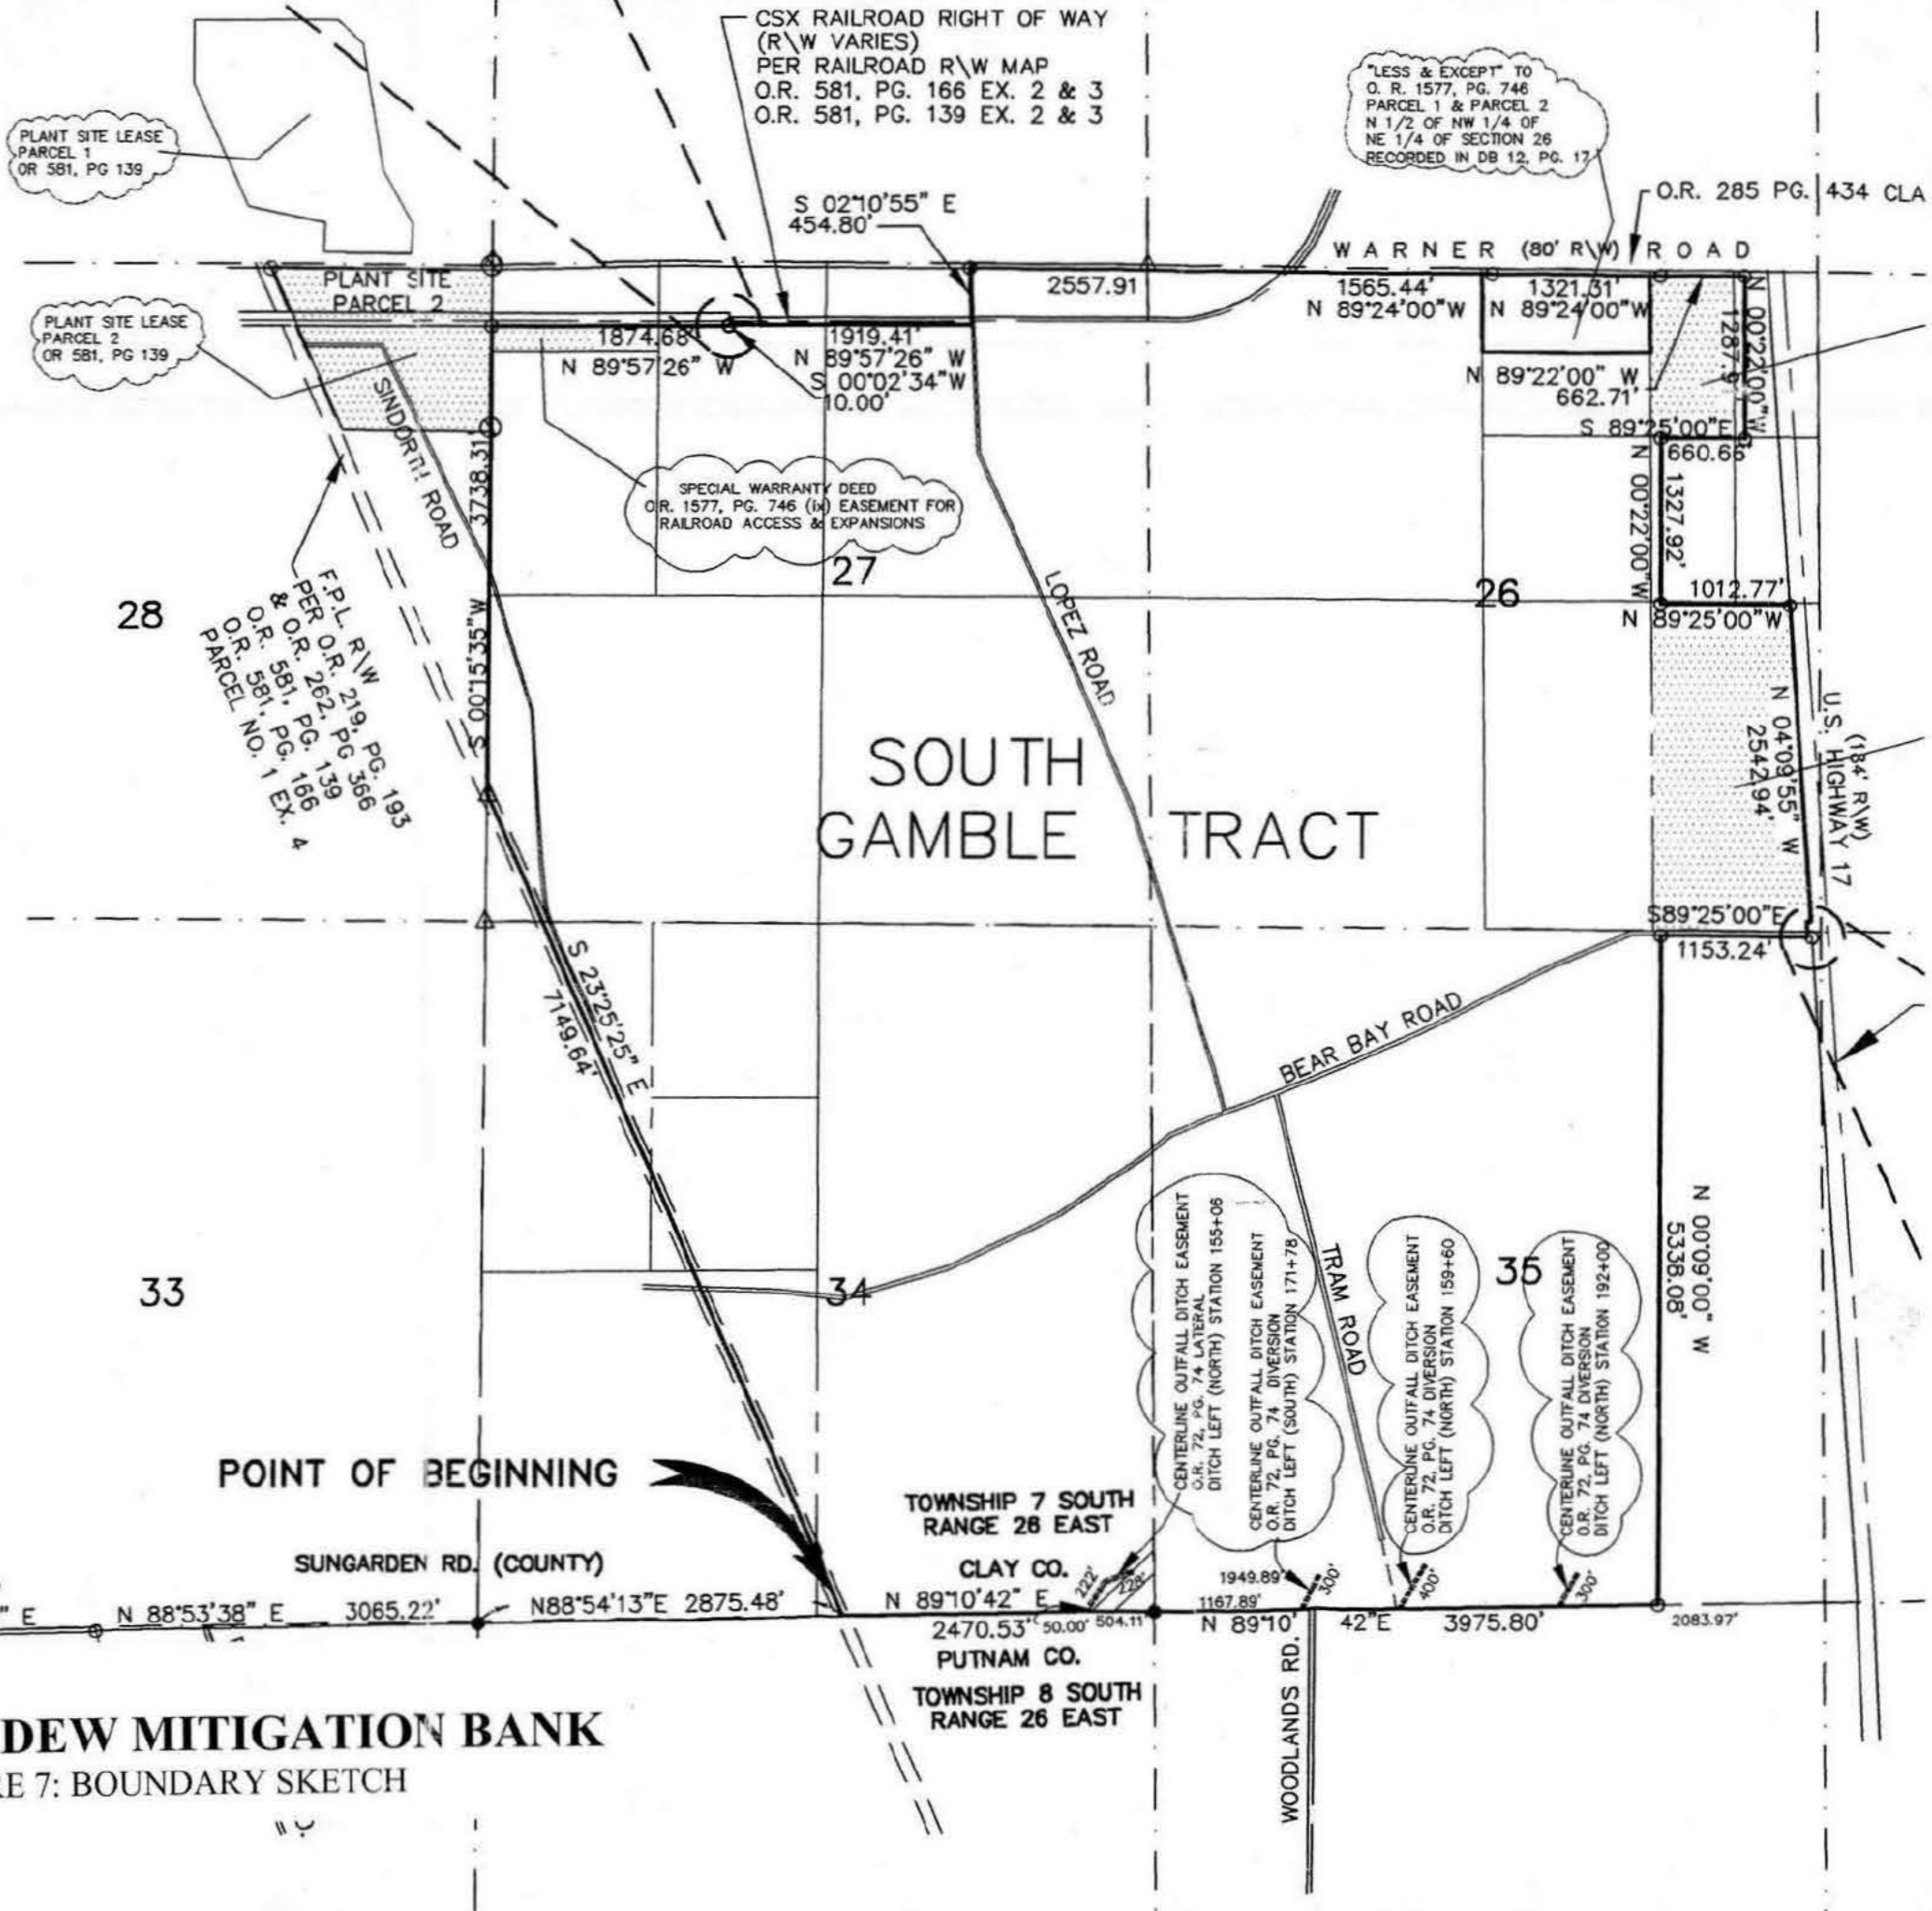 CSX RAILROAD RIGHT OF WAY
(R\W VARIES)
PER RAILROAD R\W MAP
O.R. 581, PG. 166 EX. 2 & 3
O.R. 581, PG. 139 EX. 2 & 3
"LESS & EXCEPT" TO
O. R. 1577, PG. 746
PARCEL 1 & PARCEL 2
N 1/2 OF NW 1/4 OF
NE 1/4 OF SECTION 26
RECORDED IN DB 12, PG. 17
PLANT SITE LEASE
PARCEL 1
OR 581, PG 139
O.R. 285 PG. 434 CLA
S 02°10'55" E
454.80'
WARNER (80' R\W) ROAD
PLANT SITE
PARCEL 2
2557.91
1565.44'
N 89°24'00"W
1321.31'
N 89°24'00"W
N 00°22'00"W
PLANT SITE LEASE
PARCEL 2
OR 581, PG 139
1874.68'
N 89°57'26" W
1919.41'
N 89°57'26" W
S 00°02'34"W
10.00'
N 89°22'00" W
662.71'
S 89°25'00"E
660.66'
SINDORTH ROAD
3738.31'
S 00°15'35"W
SPECIAL WARRANTY DEED
O.R. 1577, PG. 746 (ix) EASEMENT FOR
RAILROAD ACCESS & EXPANSIONS
N 00°22'00"W
1327.92'
27
26
28
LOPEZ ROAD
1012.77'
N 89°25'00"W
F.P.L. R\W
PER O.R. 219, PG. 193
& O.R. 262, PG 366
O.R. 581, PG. 139
O.R. 581, PG. 166
PARCEL NO. 1 EX. 4
SOUTH
GAMBLE TRACT
N 04°09'55" W
2542.94'
(184' R\W)
U.S. HIGHWAY 17
S89°25'00"E
1153.24'
S 23°25'25" E
7149.64'
BEAR BAY ROAD
N 00°09'00" W
5338.08'
33
34
35
TRAM ROAD
CENTERLINE OUTFALL DITCH EASEMENT
O.R. 72, PG. 74 LATERAL
DITCH LEFT (NORTH) STATION 155+06
CENTERLINE OUTFALL DITCH EASEMENT
O.R. 72, PG. 74 DIVERSION
DITCH LEFT (SOUTH) STATION 171+78
CENTERLINE OUTFALL DITCH EASEMENT
O.R. 72, PG. 74 DIVERSION
DITCH LEFT (NORTH) STATION 159+60
CENTERLINE OUTFALL DITCH EASEMENT
O.R. 72, PG. 74 DIVERSION
DITCH LEFT (NORTH) STATION 192+00
POINT OF BEGINNING
TOWNSHIP 7 SOUTH
RANGE 26 EAST
SUNGARDEN RD. (COUNTY)
CLAY CO.
" E
N 88°53'38" E 3065.22'
N88°54'13"E 2875.48'
N 89°10'42" E
2470.53'
50.00'
504.11'
222'
228'
1949.89'
1167.89'
300'
400'
300'
N 89°10' 42"E 3975.80'
2083.97'
PUTNAM CO.
TOWNSHIP 8 SOUTH
RANGE 26 EAST
WOODLANDS RD.
DEW MITIGATION BANK
RE 7: BOUNDARY SKETCH